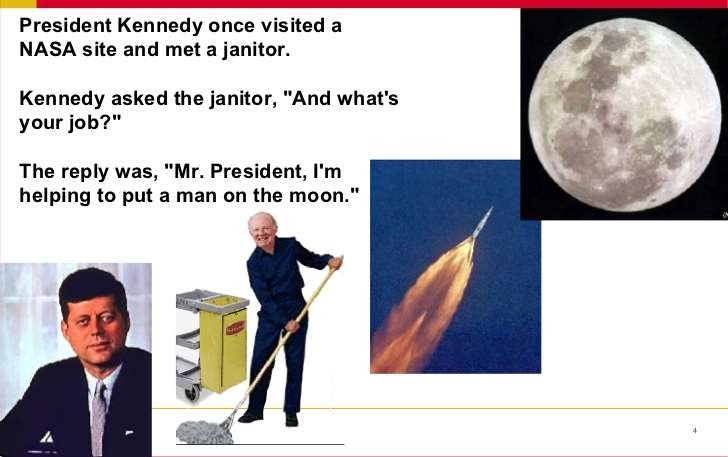 President Kennedy once visited a
NASA site and met a janitor.
Kennedy asked the janitor, "And what's
your job?"
The reply was, "Mr. President, I'm
helping to put a man on the moon."
4